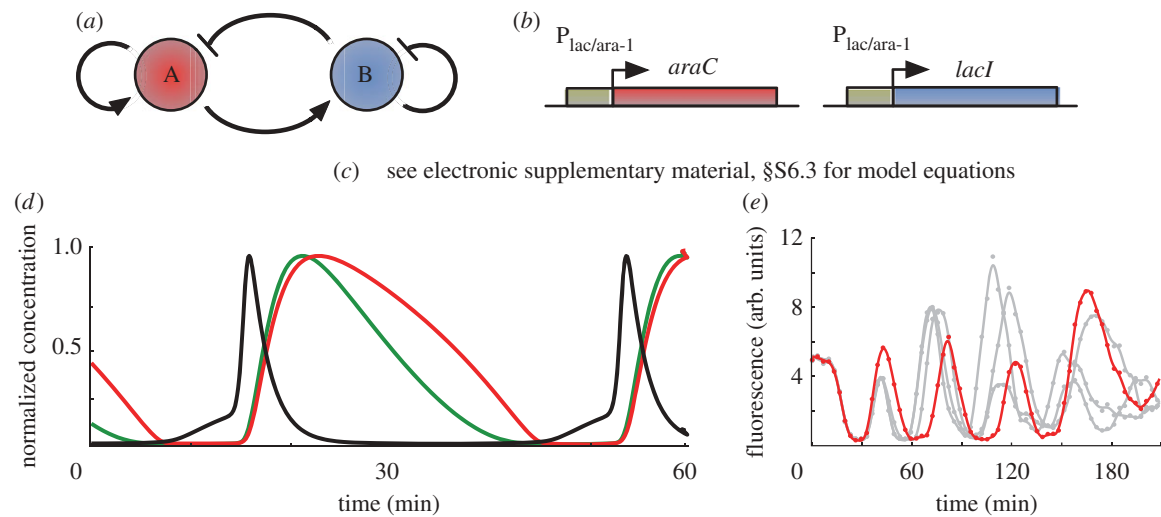 (a)
A
B
(b)
P lac/ara-1
araC
P lac/ara-1
lacI
(c) see electronic supplementary material, §S6.3 for model equations
(d)
normalized concentration
1.0
0.5
0
30
60
time (min)
(e)
fluorescence (arb. units)
12
8
4
0
60
120
180
time (min)